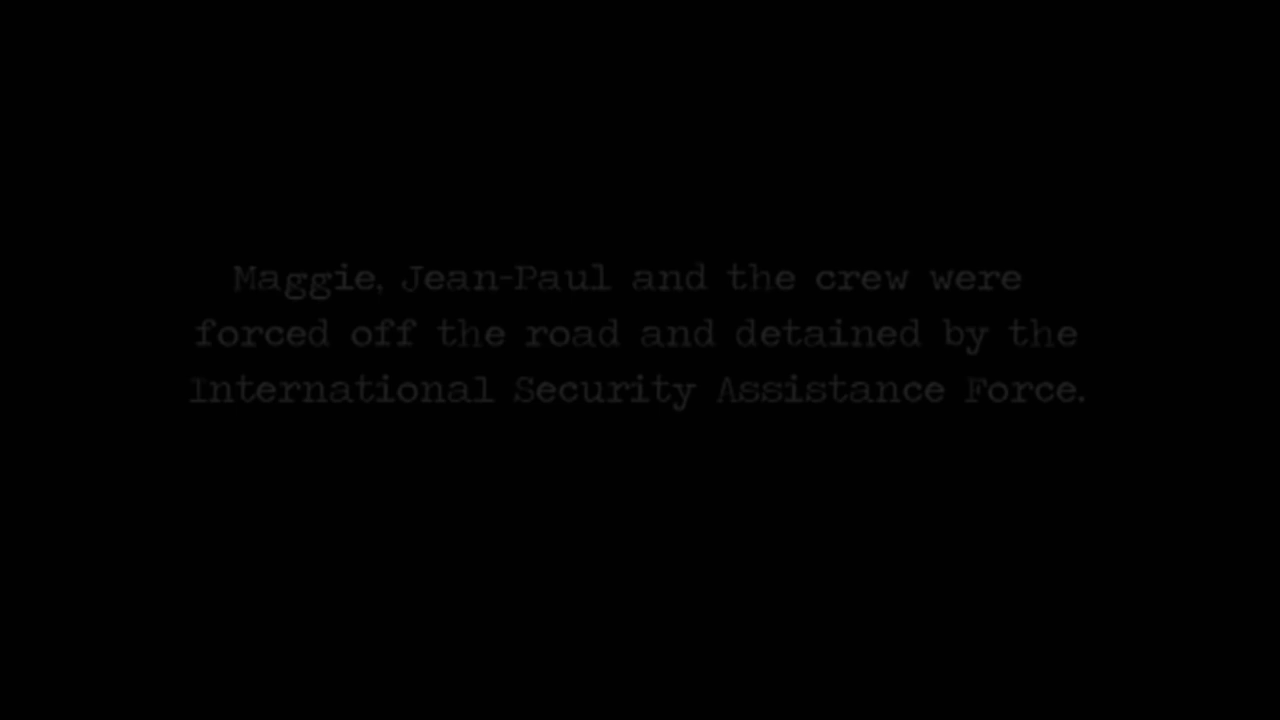 Maggie, Jean-Paul and the crew were
forced off the road and detained by the
International Security Assistance Force.